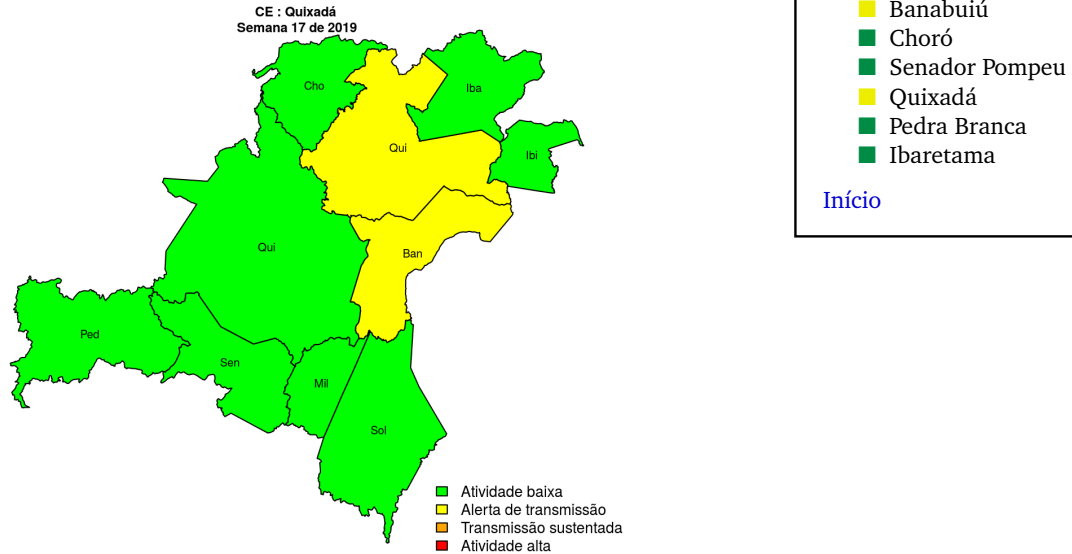 CE : Quixadá
Semana 17 de 2019
Cho
Iba
Qui
Ibi
Qui
Ban
Ped
Sen
Mil
Sol
Atividade baixa
Alerta de transmissão
Transmissão sustentada
Atividade alta
Banabuiú
Choró
Senador Pompeu
Quixadá
Pedra Branca
Ibaretama
Início